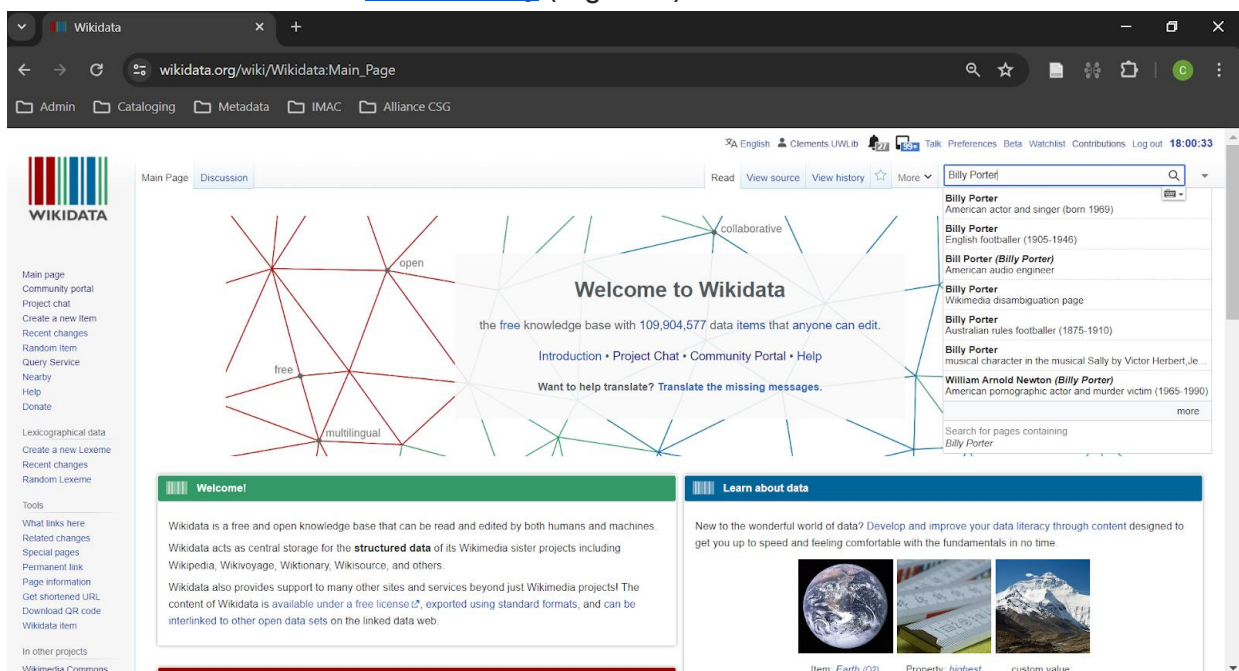 Wikidata
wikidata.org/wiki/Wikidata:Main_Page
C
Admin Cataloging Metadata IMAC Alliance CSG
English Clements.UWLib 27 99+ Talk Preferences Beta Watchlist Contributions Log out 18:00:33
Main Page Discussion Read View source View history More Billy Porter
WIKIDATA
Main page
Community portal
Project chat
Create a new Item
Recent changes
Random Item
Query Service
Nearby
Help
Donate
Lexicographical data
Create a new Lexeme
Recent changes
Random Lexeme
Tools
What links here
Related changes
Special pages
Permanent link
Page information
Get shortened URL
Download QR code
Wikidata item
In other projects
Wikimedia Commons
collaborative
open
free
multilingual
Welcome to Wikidata
the free knowledge base with 109,904,577 data items that anyone can edit.
Introduction • Project Chat • Community Portal • Help
Want to help translate? Translate the missing messages.
Billy Porter
American actor and singer (born 1969)
Billy Porter
English footballer (1905-1946)
Bill Porter (Billy Porter)
American audio engineer
Billy Porter
Wikimedia disambiguation page
Billy Porter
Australian rules footballer (1875-1910)
Billy Porter
musical character in the musical Sally by Victor Herbert,Je...
William Arnold Newton (Billy Porter)
American pornographic actor and murder victim (1965-1990)
more
Search for pages containing
Billy Porter
Welcome!
Wikidata is a free and open knowledge base that can be read and edited by both humans and machines.
Wikidata acts as central storage for the structured data of its Wikimedia sister projects including
Wikipedia, Wikivoyage, Wiktionary, Wikisource, and others.
Wikidata also provides support to many other sites and services beyond just Wikimedia projects! The
content of Wikidata is available under a free license, exported using standard formats, and can be
interlinked to other open data sets on the linked data web.
Learn about data
New to the wonderful world of data? Develop and improve your data literacy through content designed to
get you up to speed and feeling comfortable with the fundamentals in no time.
Item: Earth (Q2) Property: highest custom value